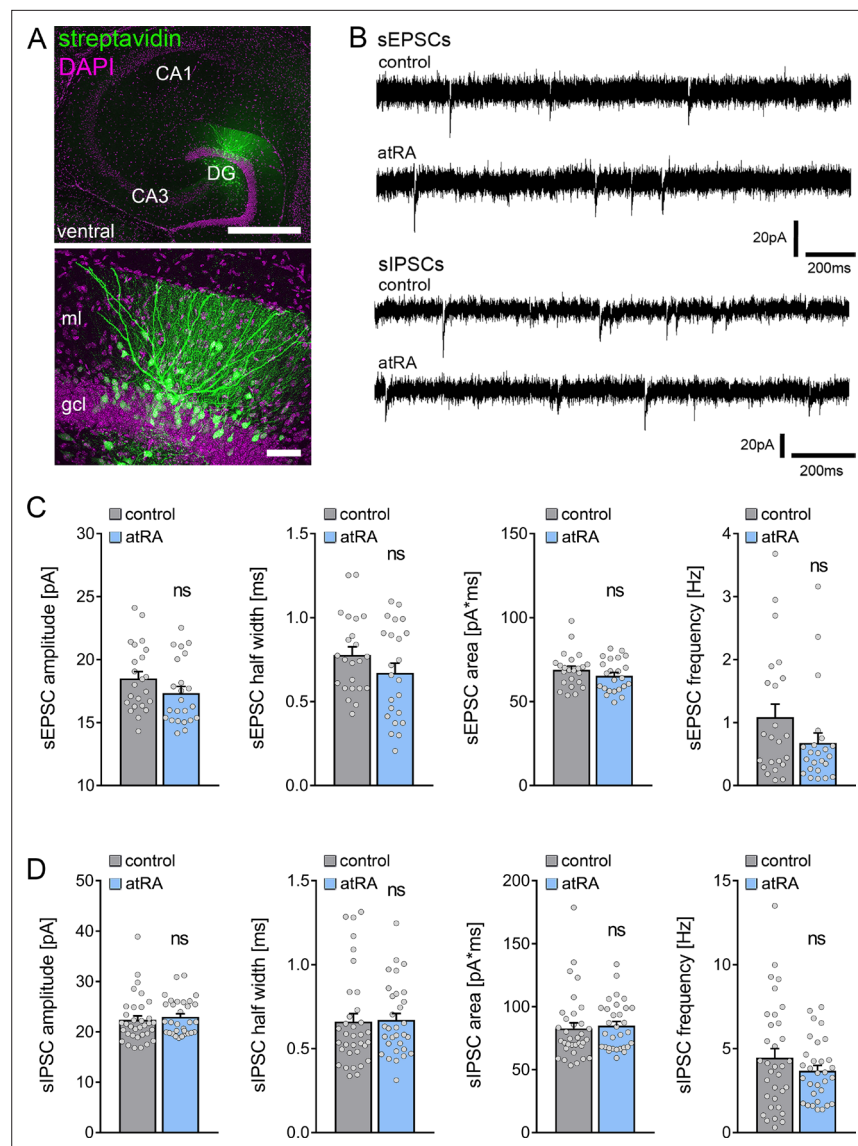 A
streptavidin
DAPI
CA1
DG
CA3
ventral
ml
gcl
B
sEPSCs
control
atRA
20pA
200ms
sIPSCs
control
atRA
20pA
200ms
C
control
atRA
ns
sEPSC amplitude [pA]
30
25
20
15
10
control
atRA
ns
sEPSC half width [ms]
1.5
1.0
0.5
0.0
control
atRA
ns
sEPSC area [pA*ms]
150
100
50
0
control
atRA
ns
sEPSC frequency [Hz]
4
3
2
1
0
D
control
atRA
ns
sIPSC amplitude [pA]
50
40
30
20
10
0
control
atRA
ns
sIPSC half width [ms]
1.5
1.0
0.5
0.0
control
atRA
ns
sIPSC area [pA*ms]
200
150
100
50
0
control
atRA
ns
sIPSC frequency [Hz]
15
10
5
0